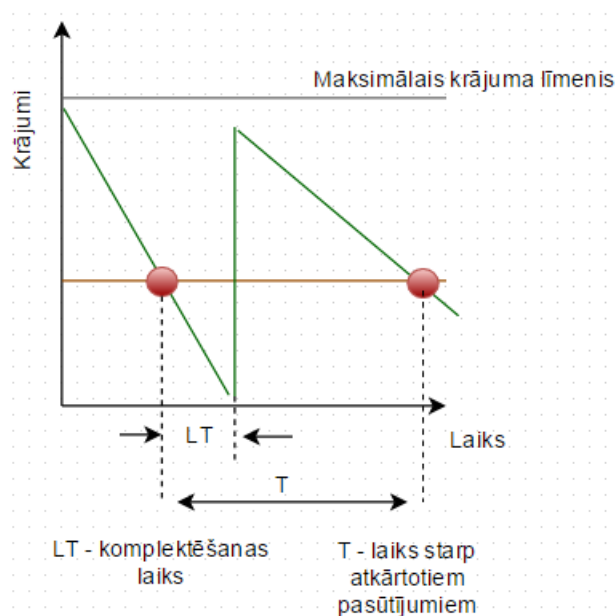 Maksimālais krājuma līmenis
Krājumi
LT
Laiks
T
LT - komplektēšanas
laiks
T - laiks starp
atkārtotiem
pasūtījumiem